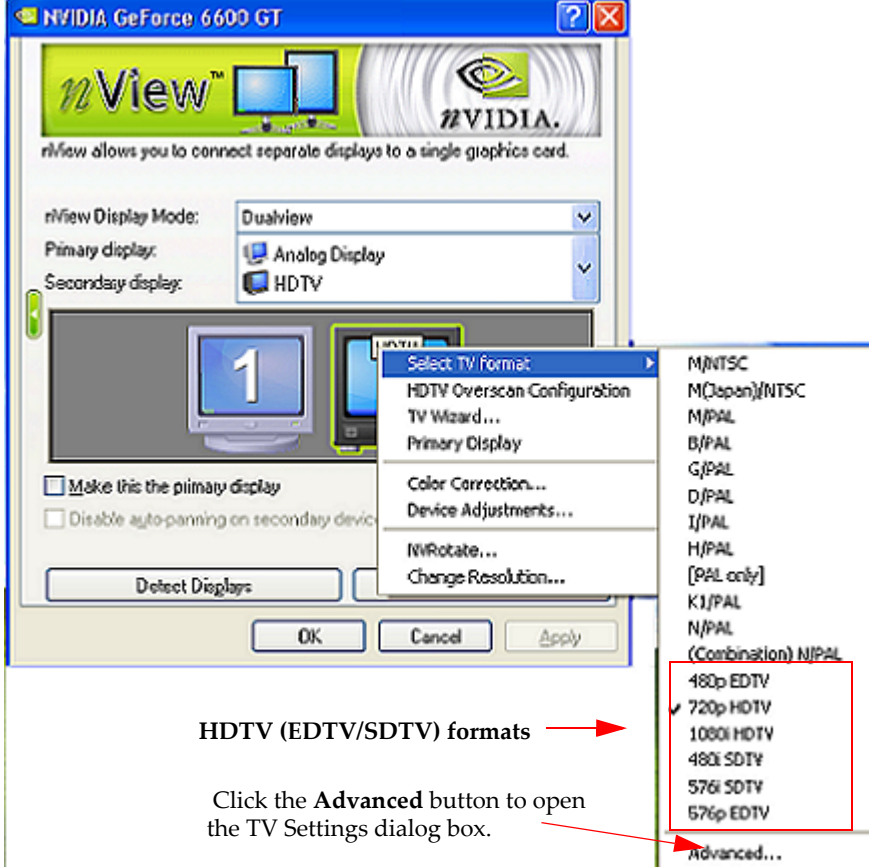 NVIDIA GeForce 6600 GT
nView™
nVIDIA.
nView allows you to connect separate displays to a single graphics card.
nView Display Mode:
Dualview
Primary display:
Analog Display
Secondary display:
HDTV
1
HDTV
Select TV format
HDTV Overscan Configuration
TV Wizard...
Primary Display
Color Correction...
Device Adjustments...
NVRotate...
Change Resolution...
M/NTSC
M(Japan)/NTSC
M/PAL
B/PAL
G/PAL
D/PAL
I/PAL
H/PAL
[PAL only]
K1/PAL
N/PAL
(Combination) N/PAL
480p EDTV
720p HDTV
1080i HDTV
480i SDTV
576i SDTV
576p EDTV
Advanced...
Make this the primary display
Disable auto-panning on secondary devic
Detect Displays
OK
Cancel
Apply
HDTV (EDTV/SDTV) formats
Click the Advanced button to open
the TV Settings dialog box.